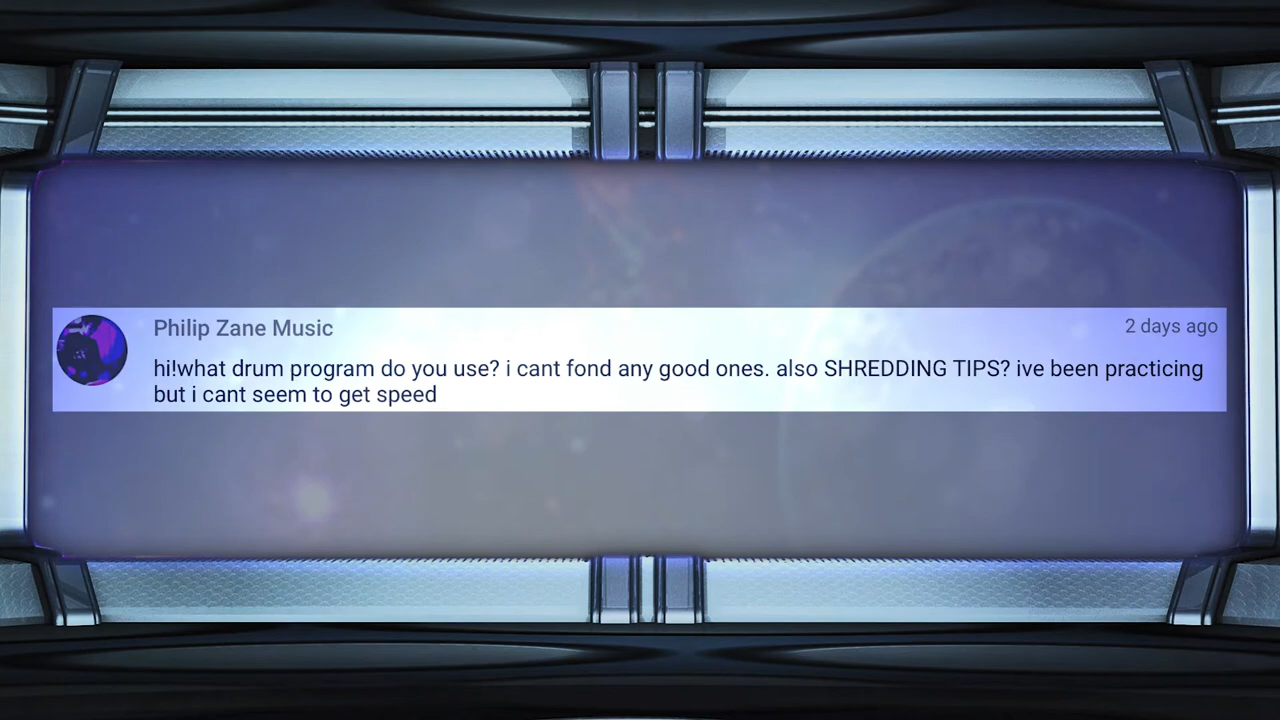 Philip Zane Music
2 days ago
hi!what drum program do you use? i cant fond any good ones. also SHREDDING TIPS? ive been practicing
but i cant seem to get speed